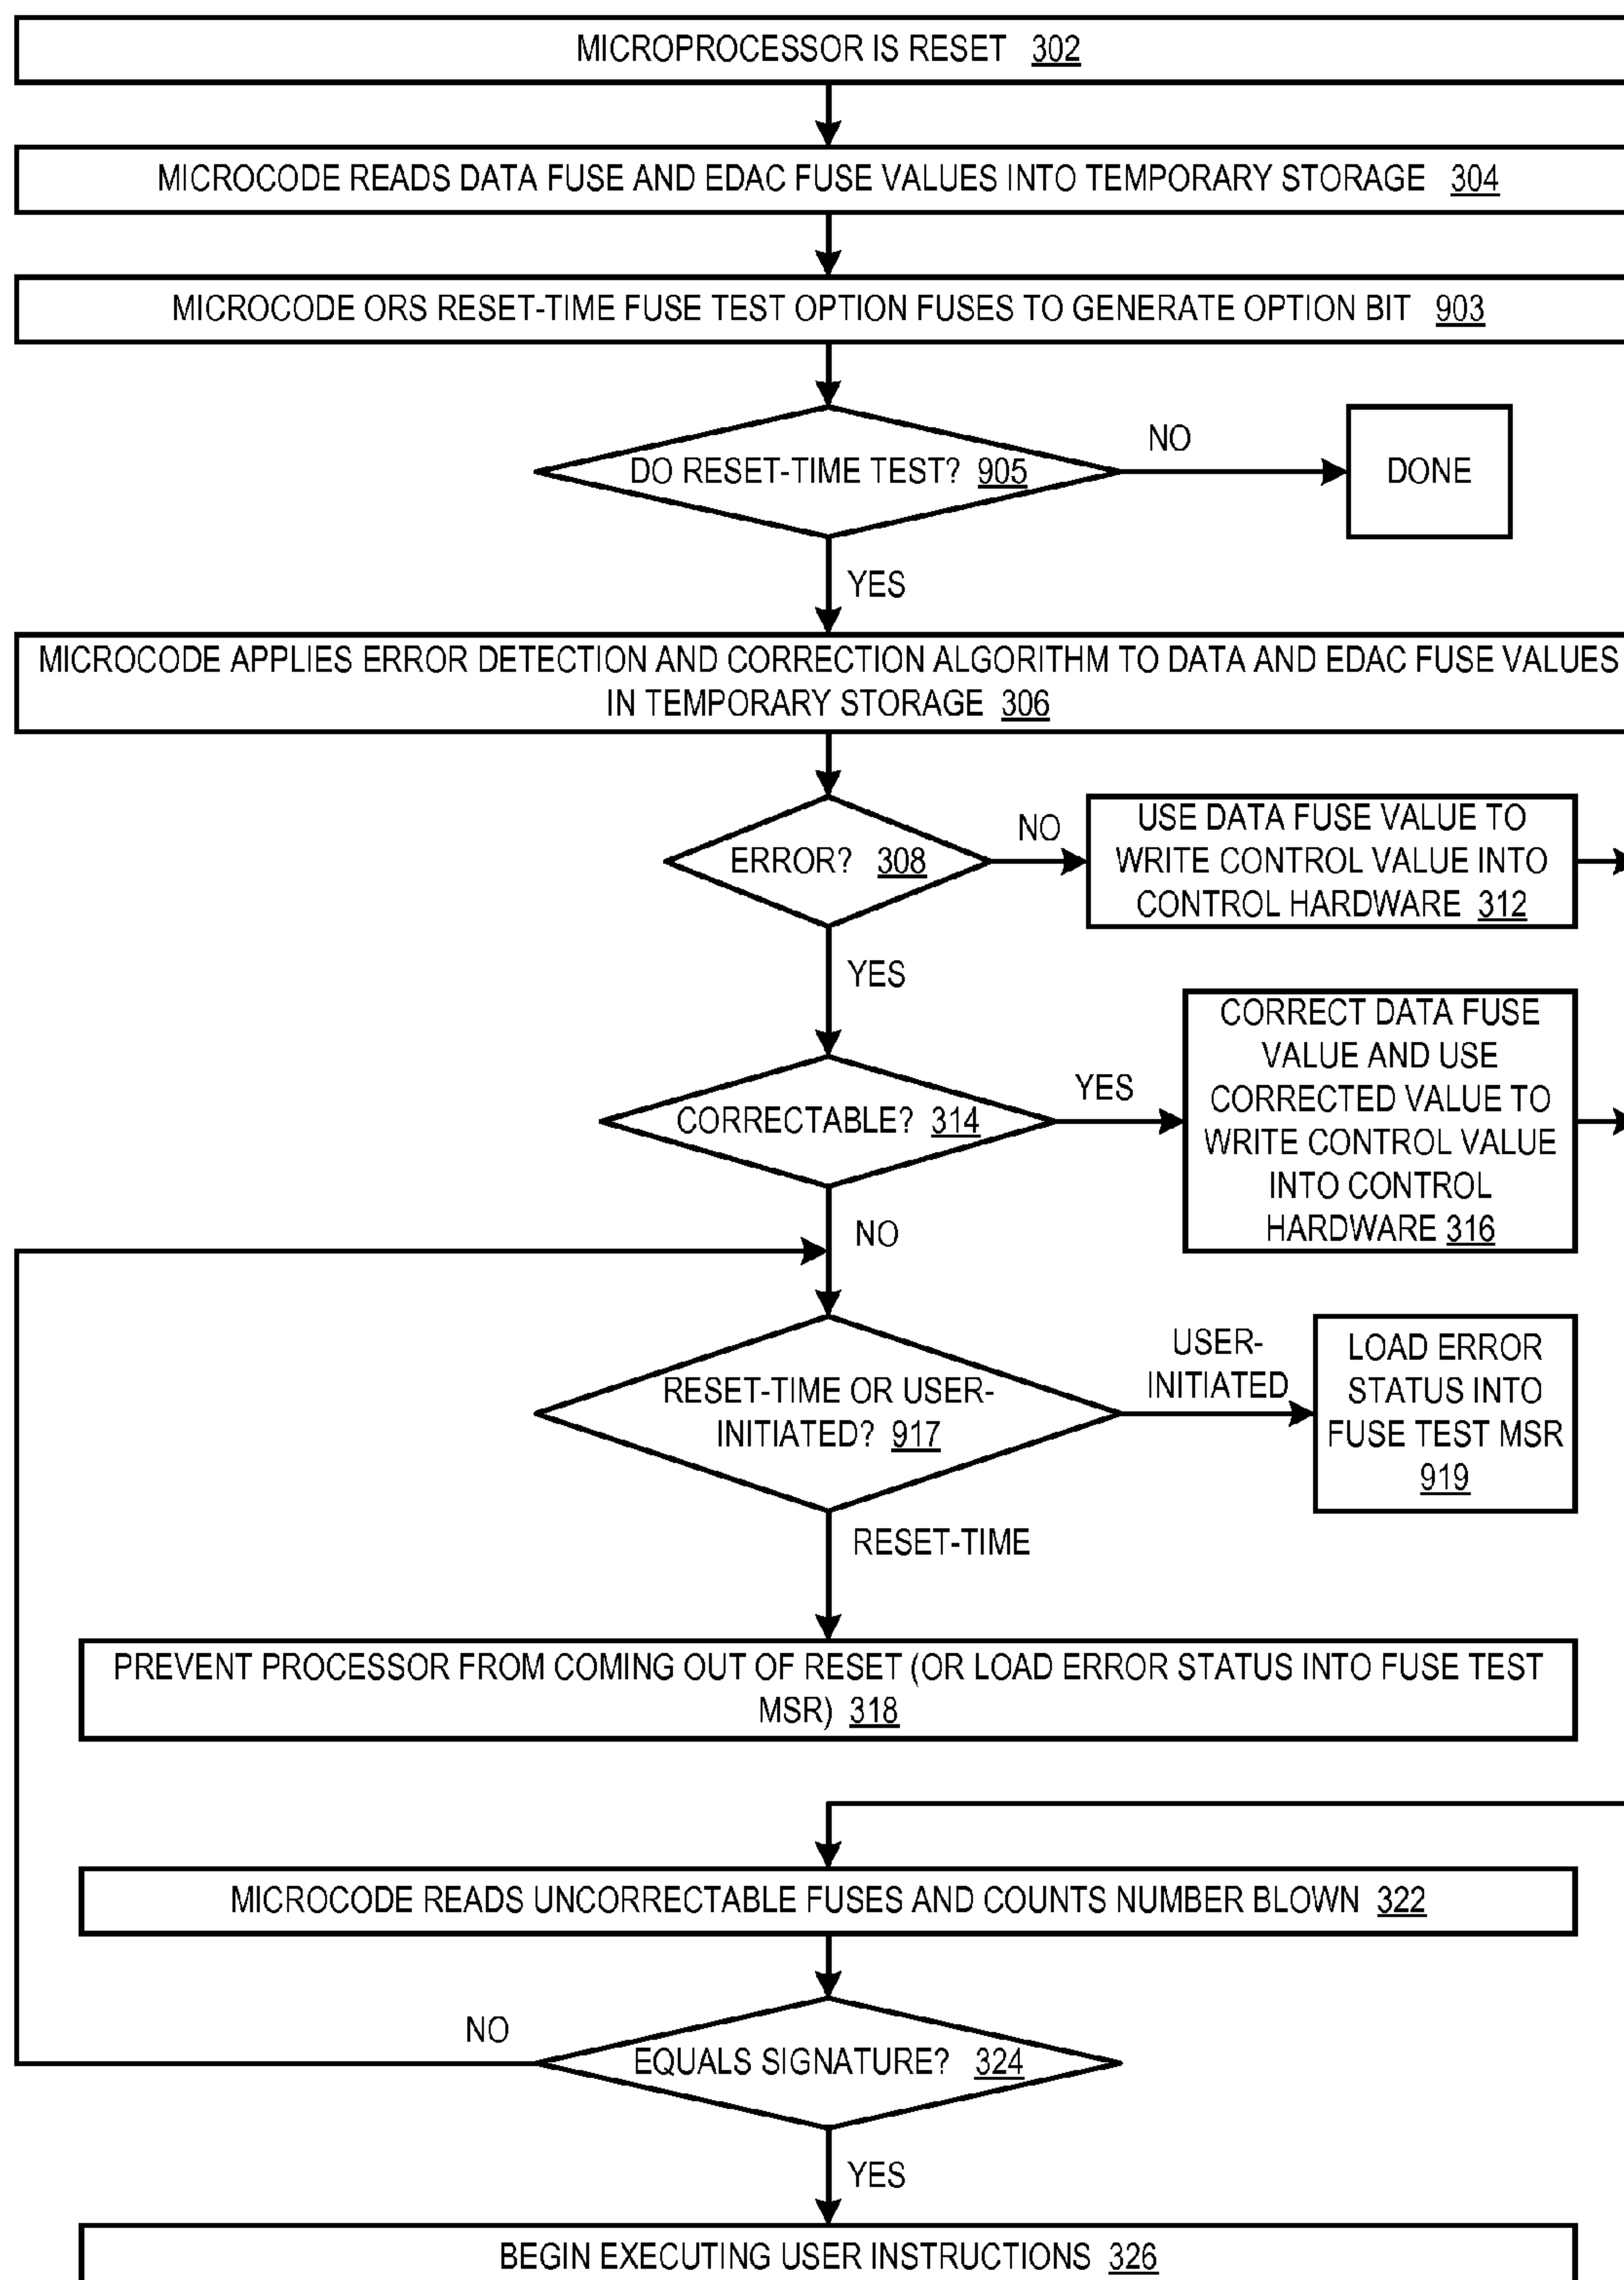 MICROPROCESSOR IS RESET 302
MICROCODE READS DATA FUSE AND EDAC FUSE VALUES INTO TEMPORARY STORAGE 304
MICROCODE ORS RESET-TIME FUSE TEST OPTION FUSES TO GENERATE OPTION BIT 903
DO RESET-TIME TEST? 905
NO
DONE
YES
MICROCODE APPLIES ERROR DETECTION AND CORRECTION ALGORITHM TO DATA AND EDAC FUSE VALUES
IN TEMPORARY STORAGE 306
ERROR? 308
NO
USE DATA FUSE VALUE TO
WRITE CONTROL VALUE INTO
CONTROL HARDWARE 312
YES
CORRECTABLE? 314
YES
CORRECT DATA FUSE
VALUE AND USE
CORRECTED VALUE TO
WRITE CONTROL VALUE
INTO CONTROL
HARDWARE 316
NO
RESET-TIME OR USER-
INITIATED? 917
USER-
INITIATED
LOAD ERROR
STATUS INTO
FUSE TEST MSR
919
RESET-TIME
PREVENT PROCESSOR FROM COMING OUT OF RESET (OR LOAD ERROR STATUS INTO FUSE TEST
MSR) 318
MICROCODE READS UNCORRECTABLE FUSES AND COUNTS NUMBER BLOWN 322
EQUALS SIGNATURE? 324
NO
YES
BEGIN EXECUTING USER INSTRUCTIONS 326